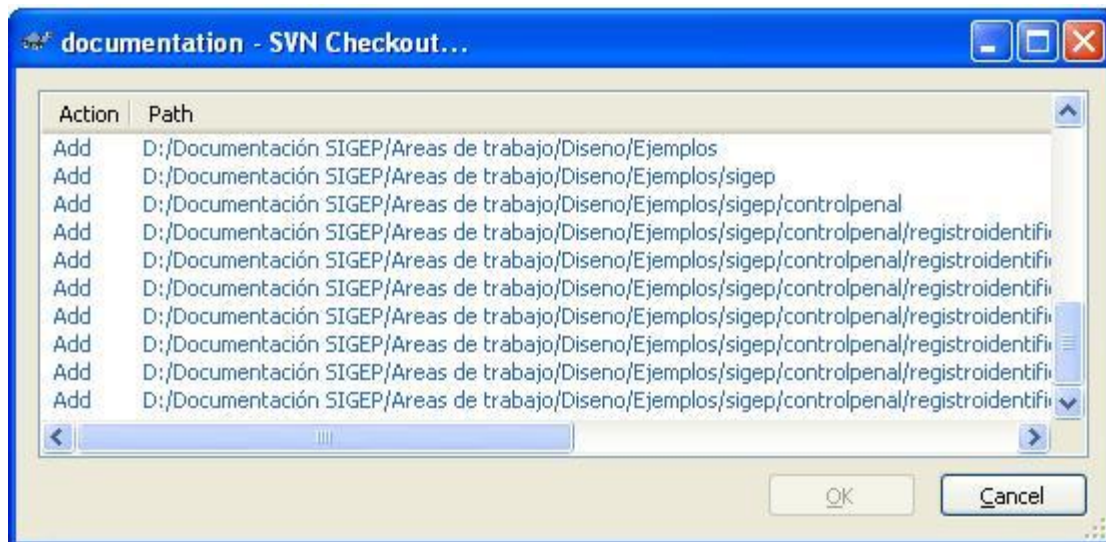 documentation - SVN Checkout...
Action Path
Add D:/Documentación SIGEP/Areas de trabajo/Diseno/Ejemplos
Add D:/Documentación SIGEP/Areas de trabajo/Diseno/Ejemplos/sigep
Add D:/Documentación SIGEP/Areas de trabajo/Diseno/Ejemplos/sigep/controlpenal
Add D:/Documentación SIGEP/Areas de trabajo/Diseno/Ejemplos/sigep/controlpenal/registroidentifi
Add D:/Documentación SIGEP/Areas de trabajo/Diseno/Ejemplos/sigep/controlpenal/registroidentifi
Add D:/Documentación SIGEP/Areas de trabajo/Diseno/Ejemplos/sigep/controlpenal/registroidentifi
Add D:/Documentación SIGEP/Areas de trabajo/Diseno/Ejemplos/sigep/controlpenal/registroidentifi
Add D:/Documentación SIGEP/Areas de trabajo/Diseno/Ejemplos/sigep/controlpenal/registroidentifi
Add D:/Documentación SIGEP/Areas de trabajo/Diseno/Ejemplos/sigep/controlpenal/registroidentifi
Add D:/Documentación SIGEP/Areas de trabajo/Diseno/Ejemplos/sigep/controlpenal/registroidentifi
OK Cancel